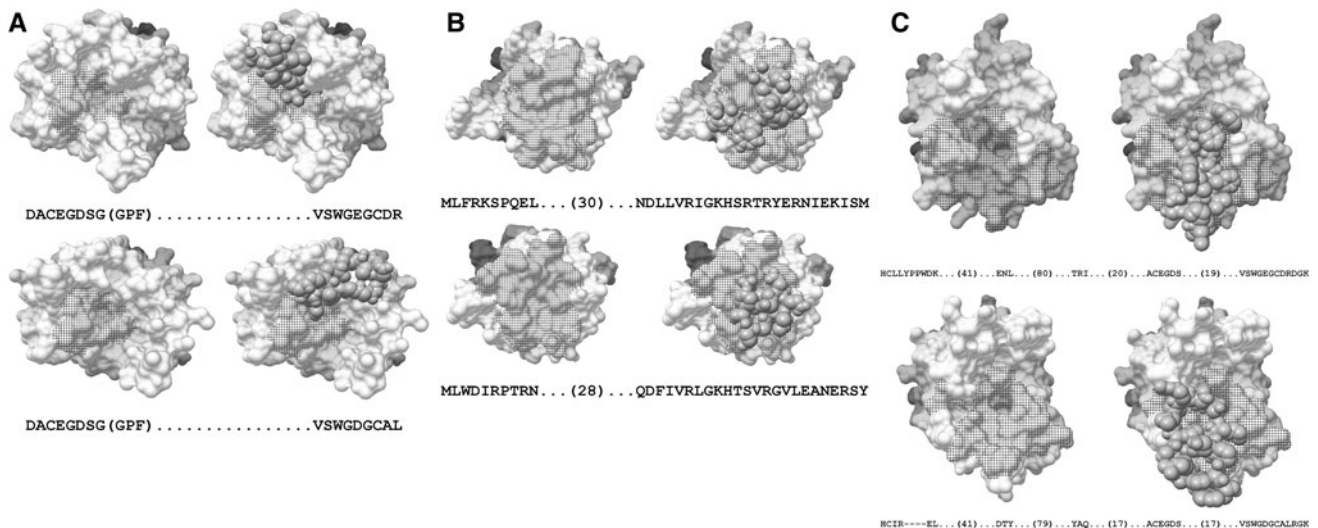 A
DACEGDSG(GPF)................VSWGEGCDR
DACEGDSG(GPF)................VSWGDGCAL
B
MLFRKSPQEL...(30)...NDLLVRIGKHSRTRYERNIEKISM
MLWDIRPTRN...(28)...QDFIVRLGKHTSVRGVLEANERSY
C
HCLLYPPWDK...(41)...ENL...(80)...TRI...(20)...ACEGDS...(19)...VSWGEGCDRDGK
HCIR----EL...(41)...DTY...(79)...YAQ...(17)...ACEGDS...(17)...VSWGDGCALRGK